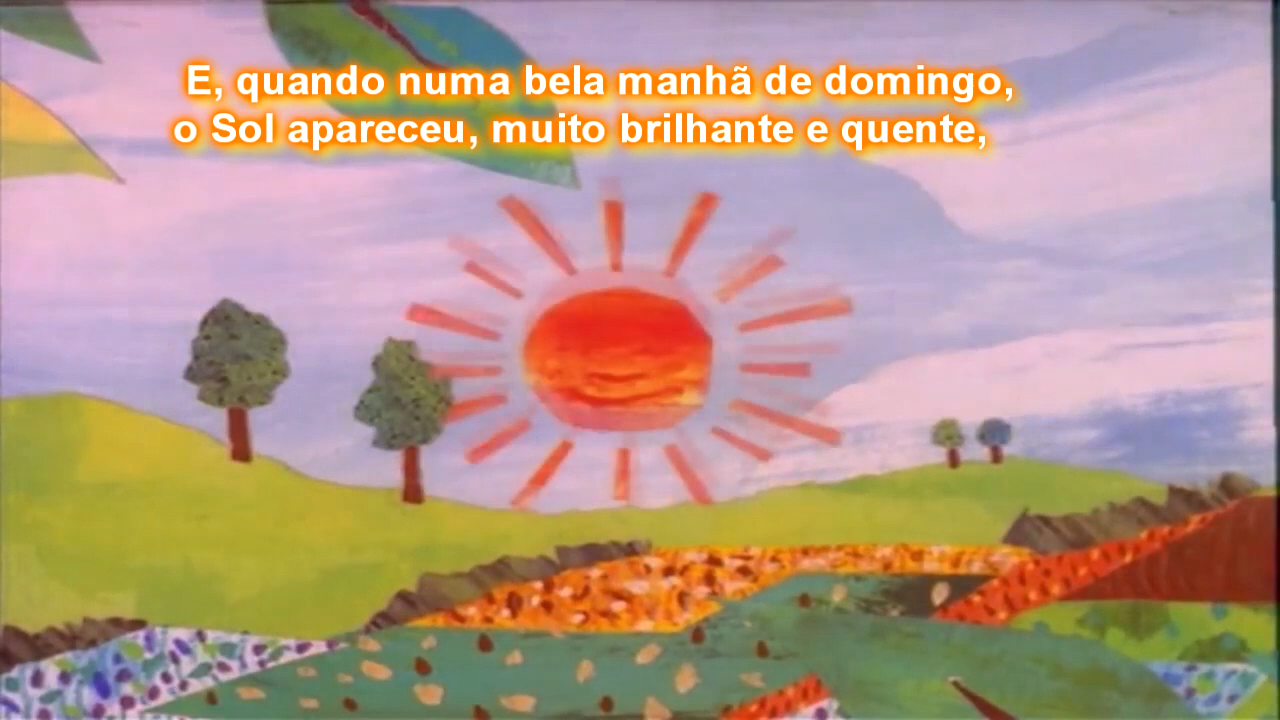 E, quando numa bela manhã de domingo,
o Sol apareceu, muito brilhante e quente,